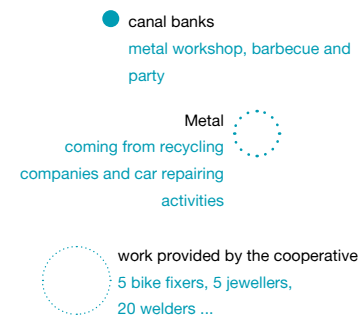 canal banks
metal workshop, barbecue and
party
Metal
coming from recycling
companies and car repairing
activities
work provided by the cooperative
5 bike fixers, 5 jewellers,
20 welders ...